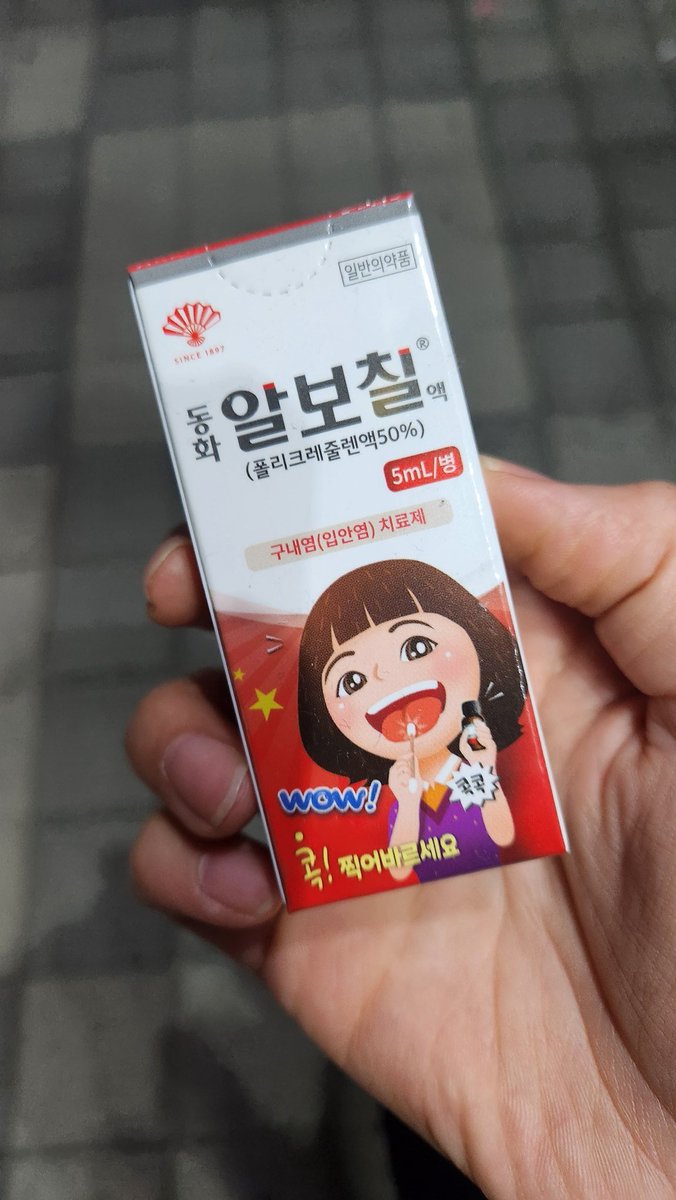 일반의약품
SINCE 1897
동화 알보칠® 액
(폴리크레줄렌액50%)
5mL/병
구내염(입안염) 치료제
WOW!
콕콕
콕! 찍어바르세요